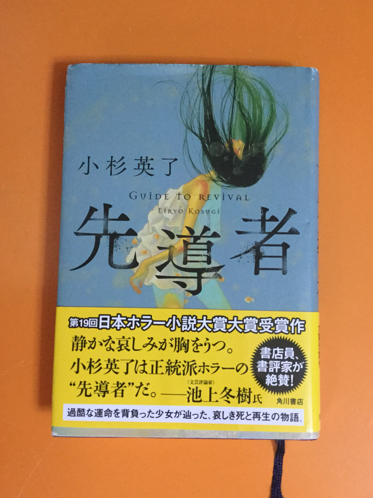 小杉英了
GUIDE TO REVIVAL
EIRYO KOSUGI
先導者
第19回日本ホラー小説大賞大賞受賞作
静かな哀しみが胸をうつ。
小杉英了は正統派ホラーの
“先導者”だ。——(文芸評論家)池上冬樹氏
書店員、
書評家が
絶賛!
角川書店
過酷な運命を背負った少女が辿った、哀しき死と再生の物語。